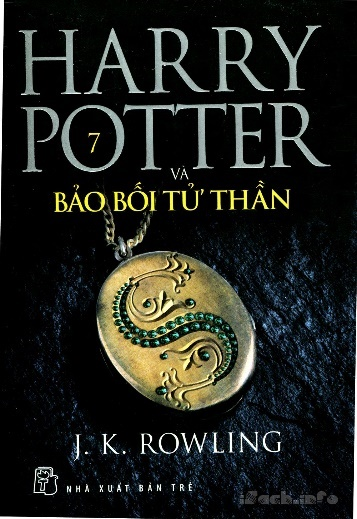 HARRY
POTTER
7
VÀ
BẢO BỐI TỬ THẦN
J. K. ROWLING
NHÀ XUẤT BẢN TRẺ
iSach.info